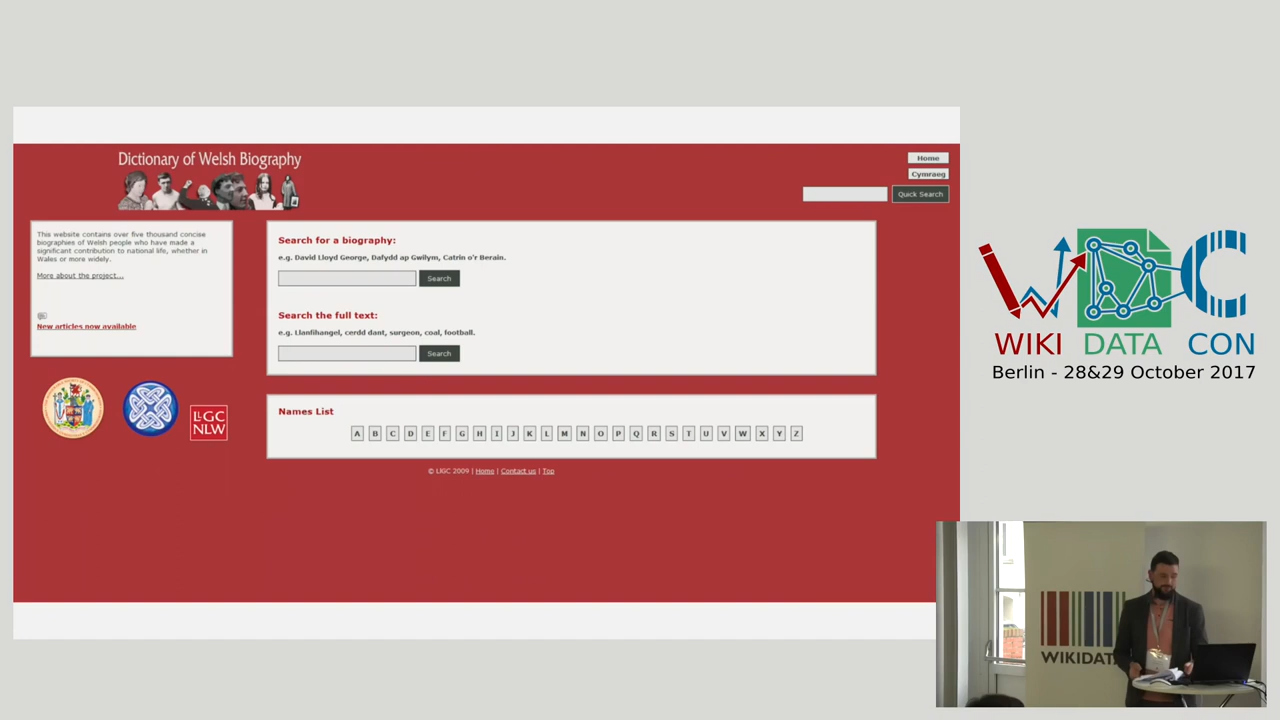 Dictionary of Welsh Biography
Home
Cymraeg
Quick Search
This website contains over five thousand concise
biographies of Welsh people who have made a
significant contribution to national life, whether in
Wales or more widely.
More about the project...
New articles now available
LLGC
NLW
Search for a biography:
e.g. David Lloyd George, Dafydd ap Gwilym, Catrin o'r Berain.
Search
Search the full text:
e.g. Llanfihangel, cerdd dant, surgeon, coal, football.
Search
Names List
A B C D E F G H I J K L M N O P Q R S T U V W X Y Z
© LlGC 2009 | Home | Contact us | Top
WIKI DATA CON
Berlin - 28&29 October 2017
WIKIDATA